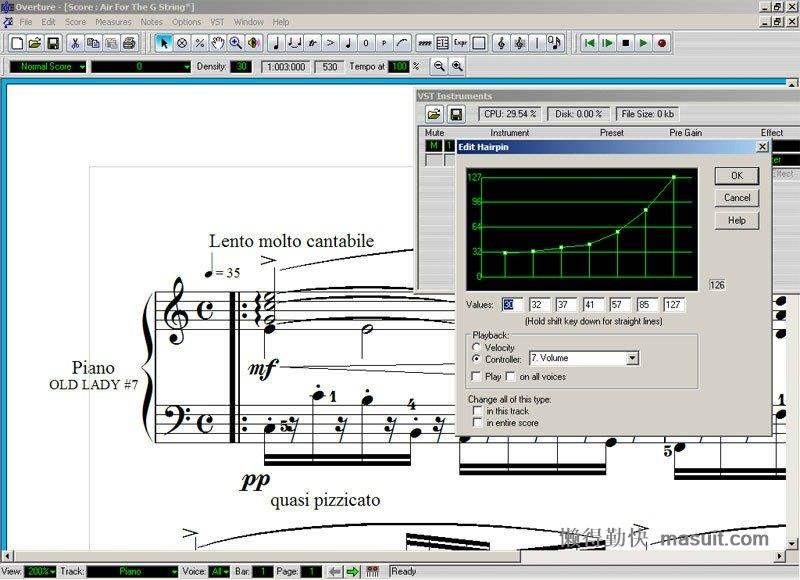 Overture - [Score : Air For The G String*]
File Edit Score Measures Notes Options VST Window Help
Expr
Normal Score 0 Density: 30 1:03:000 530 Tempo at 100 %
VST Instruments
CPU: 29.54 % Disk: 0.00 % File Size: 0 kb
Mute Instrument Preset Pre Gain Effect
M 1
Effect
Edit Hairpin
127
96
64
32
0
OK
Cancel
Help
126
Values: 30 32 37 41 57 85 127
(Hold shift key down for straight lines)
Playback:
Velocity
Controller: 7. Volume
Play on all voices
Change all of this type:
in this track
in entire score
Lento molto cantabile
= 35
Piano
OLD LADY #7
mf
5 1 4 5
pp
quasi pizzicato
懒得勤快 masuit.com
View: 200% Track: Piano Voice: All Bar: 1 Page: 1 Ready